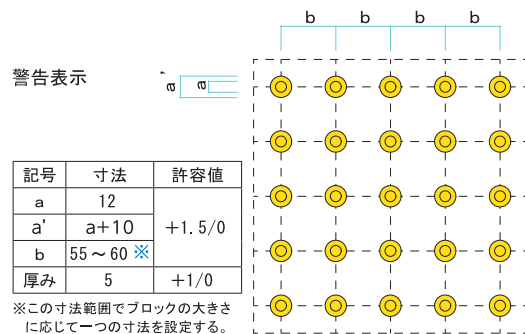 b b b b
警告表示
a' a
記号 寸法 許容値
a 12
a' a+10 +1.5/0
b 55～60 ※
厚み 5 +1/0
※この寸法範囲でブロックの大きさ
に応じて一つの寸法を設定する。